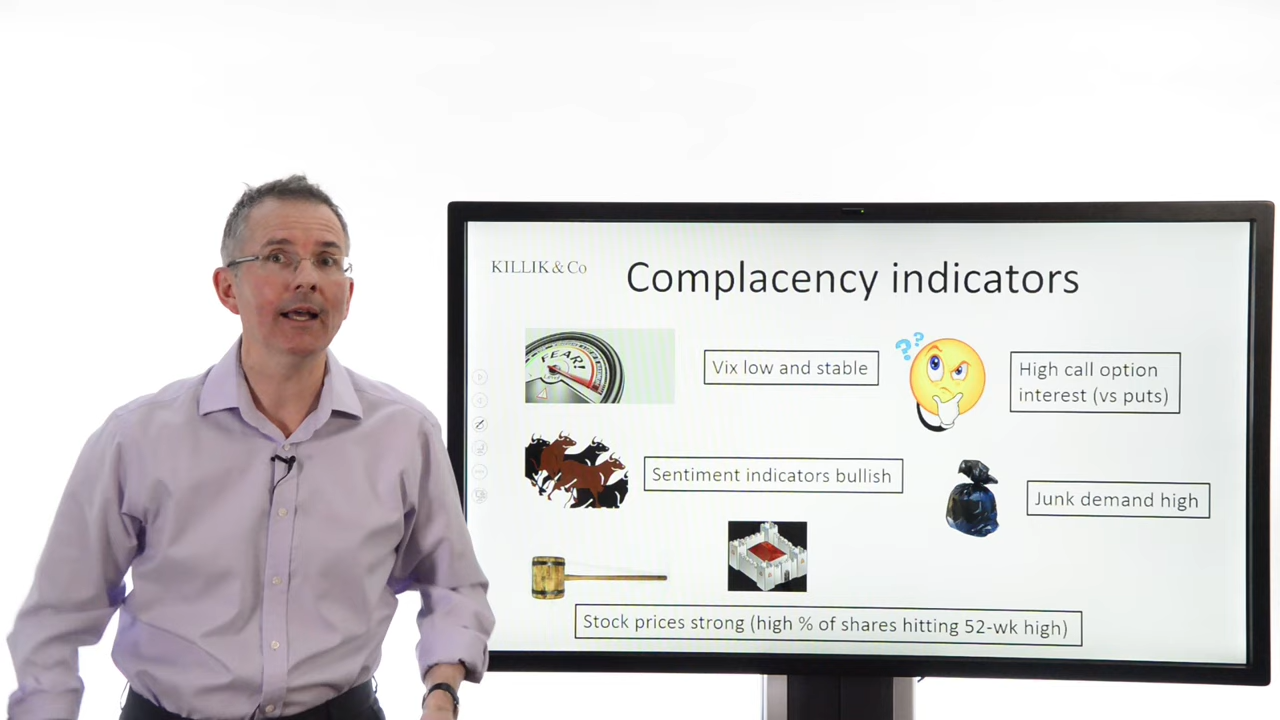 KILLIK & Co
Complacency indicators
FEAR!
Vix low and stable
High call option
interest (vs puts)
Sentiment indicators bullish
Junk demand high
Stock prices strong (high % of shares hitting 52-wk high)